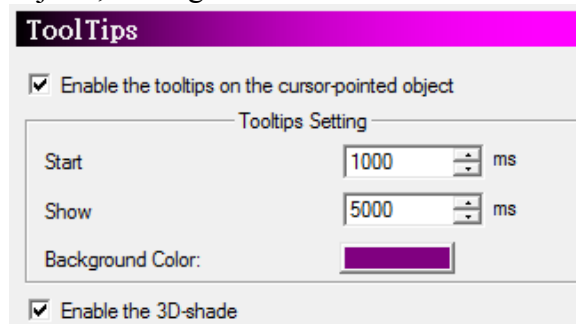 ToolTips
Enable the tooltips on the cursor-pointed object
Tooltips Setting
Start 1000 ms
Show 5000 ms
Background Color:
Enable the 3D-shade